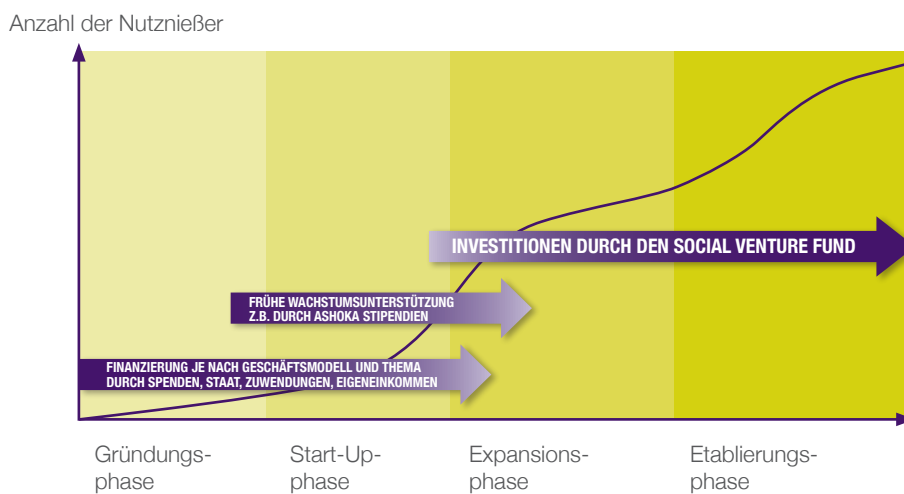 Anzahl der Nutznießer
INVESTITIONEN DURCH DEN SOCIAL VENTURE FUND
FRÜHE WACHSTUMSUNTERSTÜTZUNG
Z.B. DURCH ASHOKA STIPENDIEN
FINANZIERUNG JE NACH GESCHÄFTSMODELL UND THEMA
DURCH SPENDEN, STAAT, ZUWENDUNGEN, EIGENEINKOMMEN
Gründungs-
phase
Start-Up-
phase
Expansions-
phase
Etablierungs-
phase